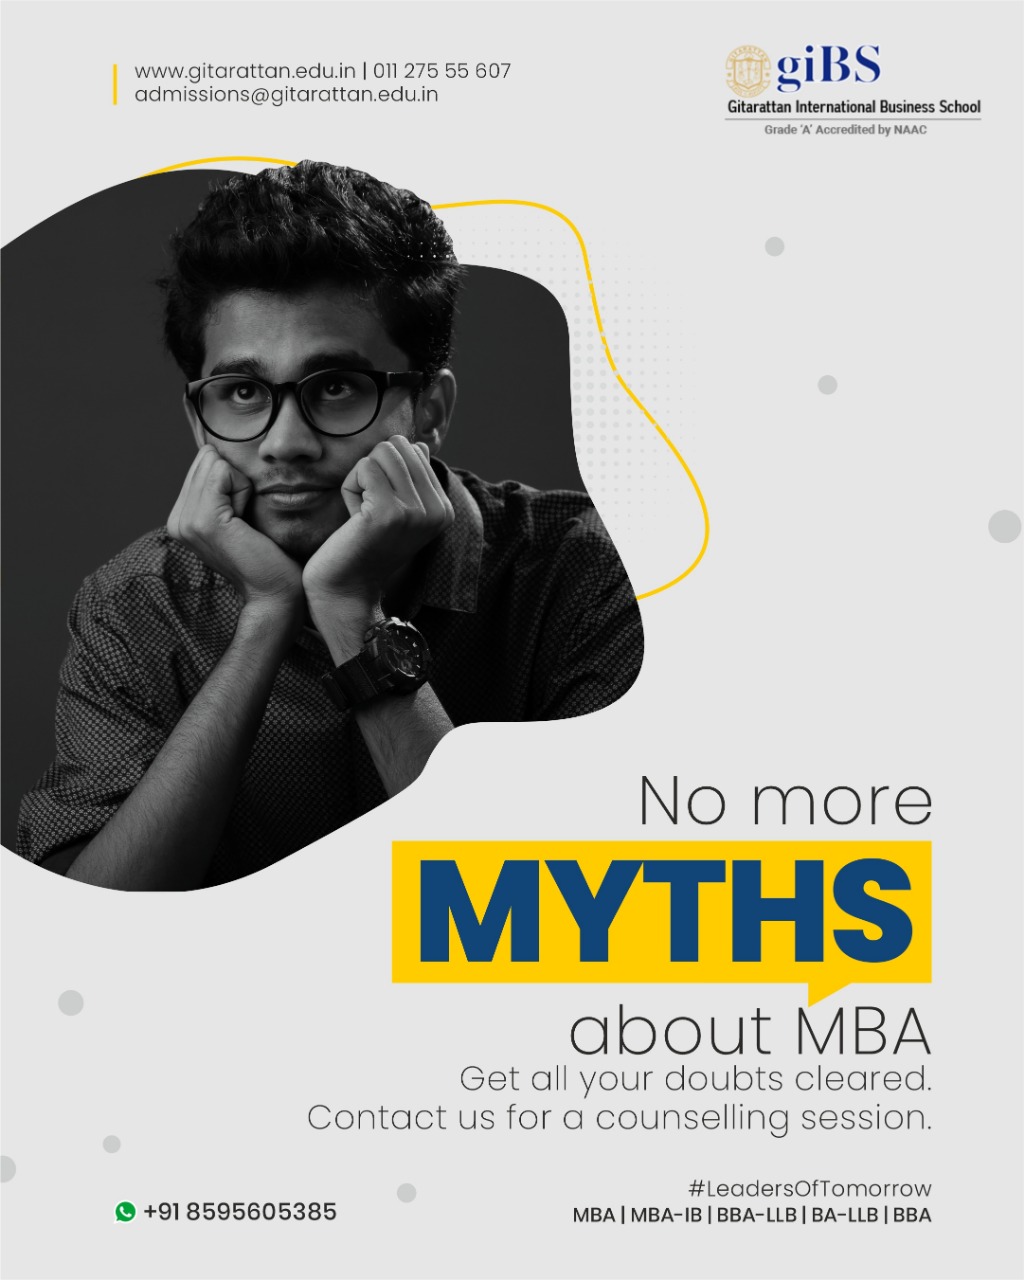 www.gitarattan.edu.in | 011 275 55 607
admissions@gitarattan.edu.in
giBS
Gitarattan International Business School
Grade 'A' Accredited by NAAC
No more
MYTHS
about MBA
Get all your doubts cleared.
Contact us for a counselling session.
#LeadersOfTomorrow
+91 8595605385
MBA | MBA-IB | BBA-LLB | BA-LLB | BBA